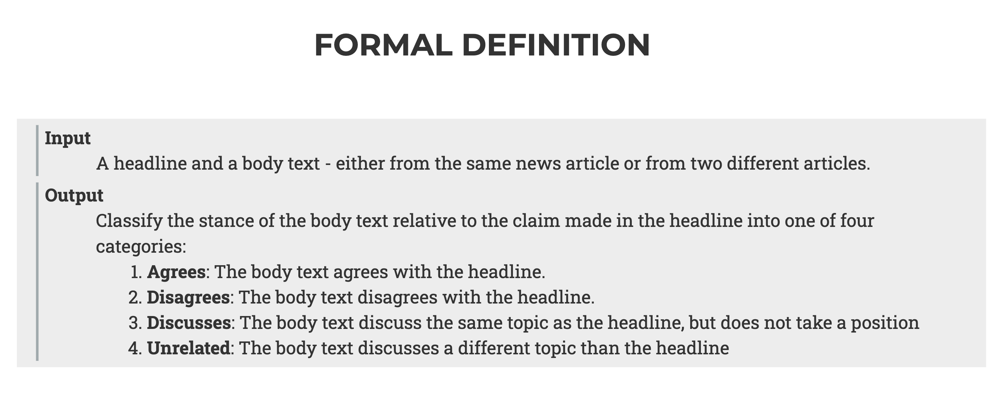 FORMAL DEFINITION
Input
A headline and a body text - either from the same news article or from two different articles.
Output
Classify the stance of the body text relative to the claim made in the headline into one of four
categories:
1. Agrees: The body text agrees with the headline.
2. Disagrees: The body text disagrees with the headline.
3. Discusses: The body text discuss the same topic as the headline, but does not take a position
4. Unrelated: The body text discusses a different topic than the headline